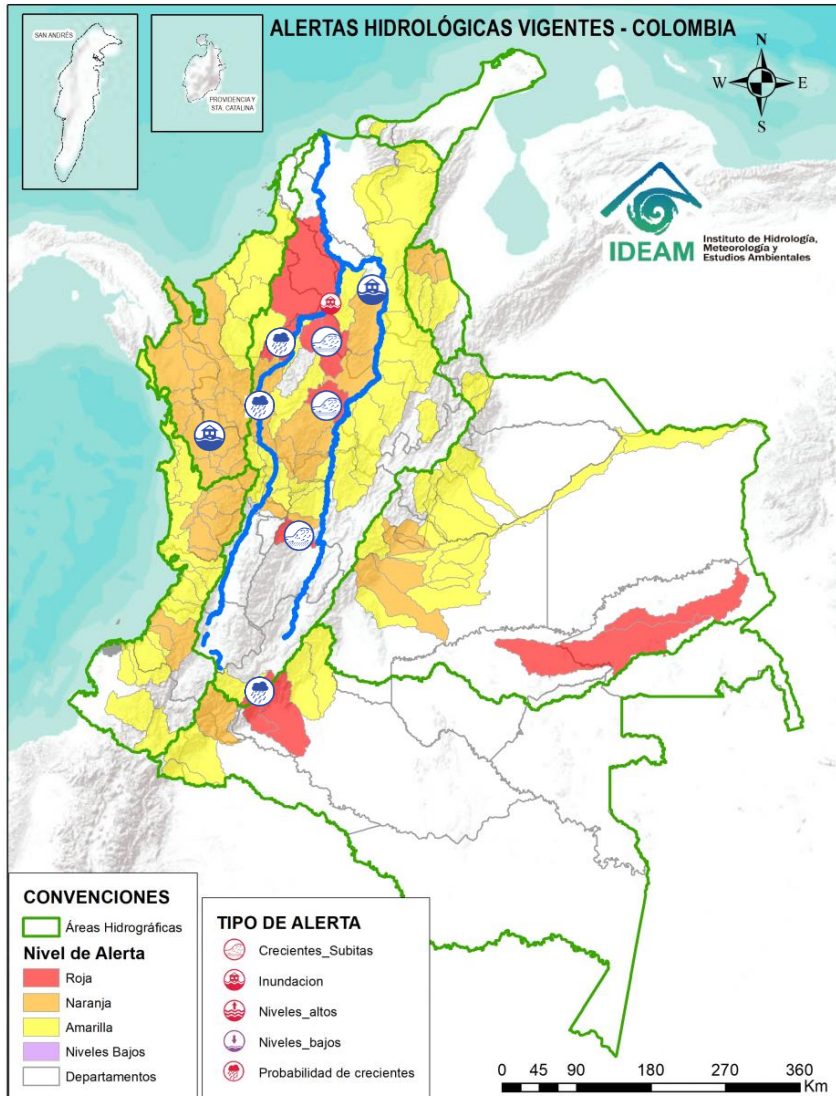 ALERTAS HIDROLÓGICAS VIGENTES - COLOMBIA
SAN ANDRÉS
PROVIDENCIA Y
STA. CATALINA
N
W
E
S
IDEAM
Instituto de Hidrología,
Meteorología y
Estudios Ambientales
CONVENCIONES
Áreas Hidrográficas
Nivel de Alerta
Roja
Naranja
Amarilla
Niveles Bajos
Departamentos
TIPO DE ALERTA
Crecientes_Subitas
Inundacion
Niveles_altos
Niveles_bajos
Probabilidad de crecientes
0 45 90 180 270 360
Km